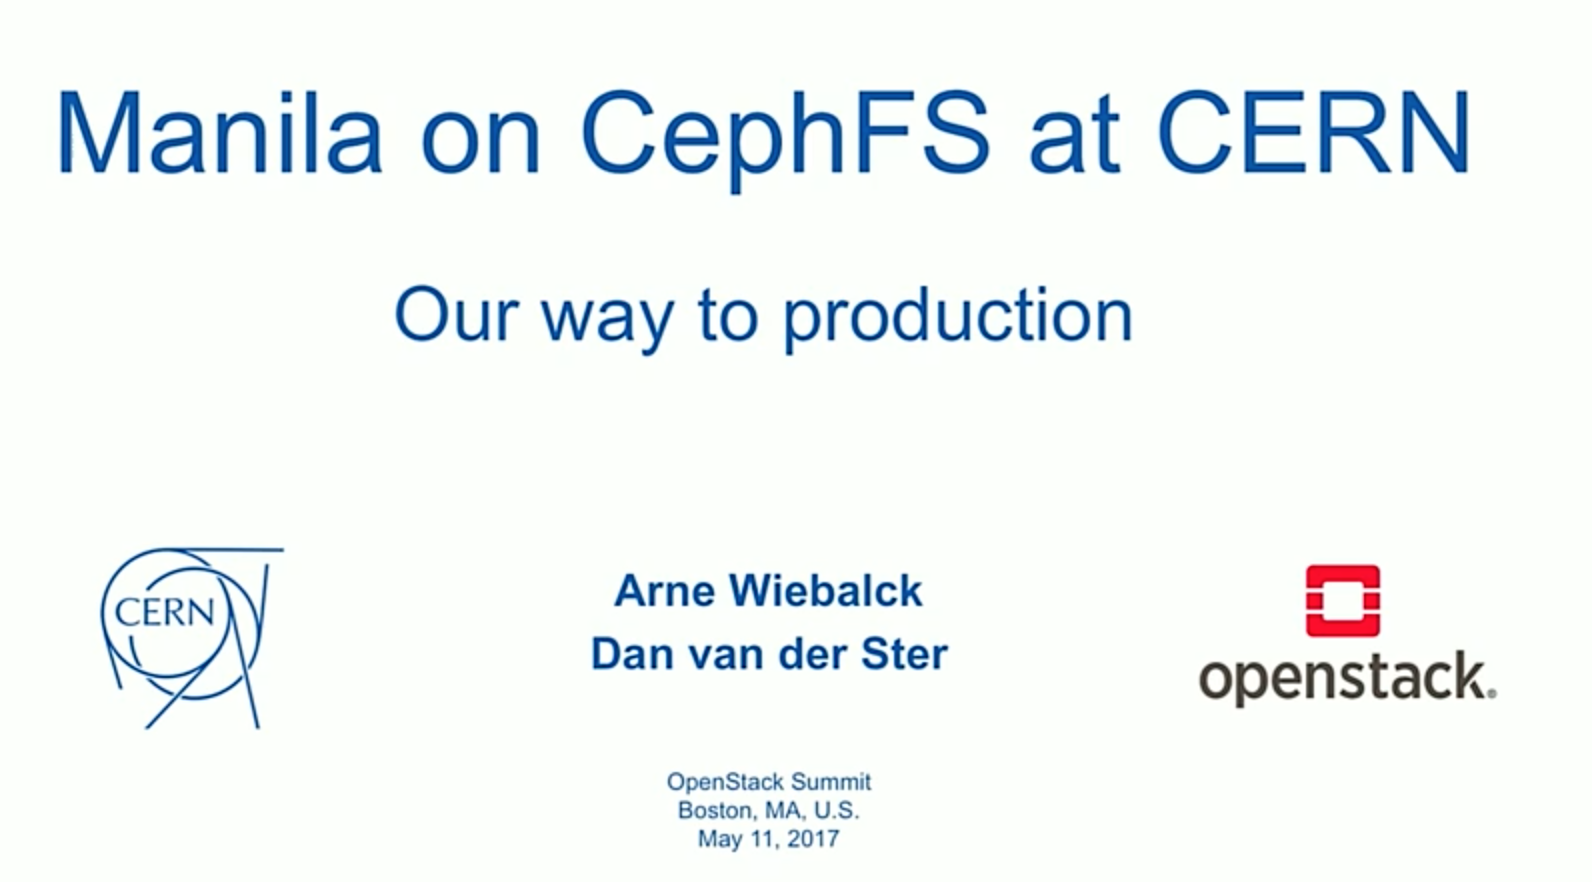 Manila on CephFS at CERN
Our way to production
CERN
Arne Wiebalck
Dan van der Ster
openstack®
OpenStack Summit
Boston, MA, U.S.
May 11, 2017